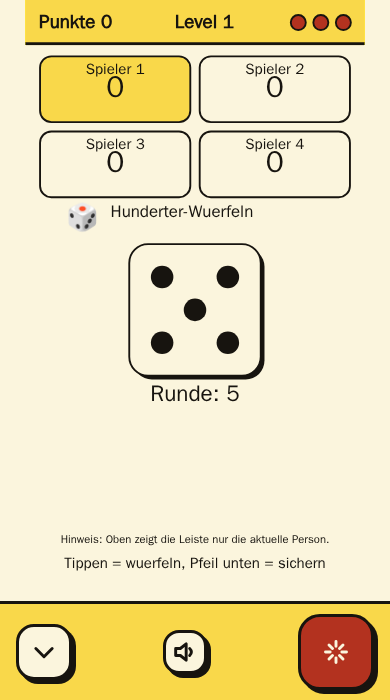 Punkte 0 Level 1
Spieler 1 Spieler 2
0 0
Spieler 3 Spieler 4
0 0
Hunderter-Wuerfeln
Runde: 5
Hinweis: Oben zeigt die Leiste nur die aktuelle Person.
Tippen = wuerfeln, Pfeil unten = sichern